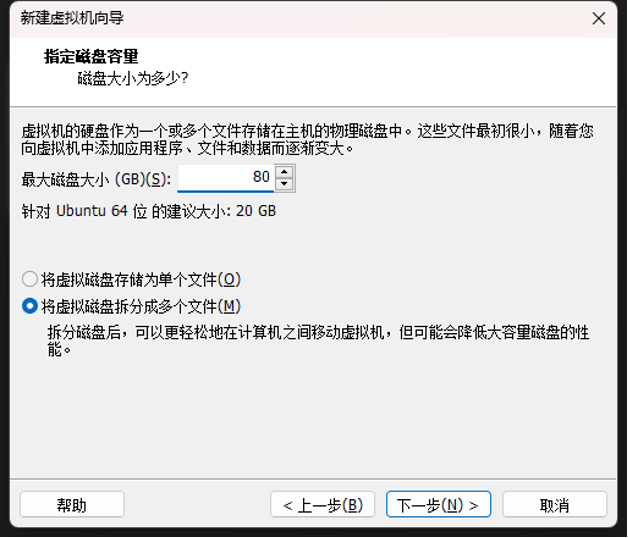 新建虚拟机向导
指定磁盘容量
磁盘大小为多少?
虚拟机的硬盘作为一个或多个文件存储在主机的物理磁盘中。这些文件最初很小，随着您
向虚拟机中添加应用程序、文件和数据而逐渐变大。
最大磁盘大小 (GB)(S): 80
针对 Ubuntu 64 位 的建议大小: 20 GB
将虚拟磁盘存储为单个文件(O)
将虚拟磁盘拆分成多个文件(M)
拆分磁盘后，可以更轻松地在计算机之间移动虚拟机，但可能会降低大容量磁盘的性
能。
帮助 < 上一步(B) 下一步(N) > 取消